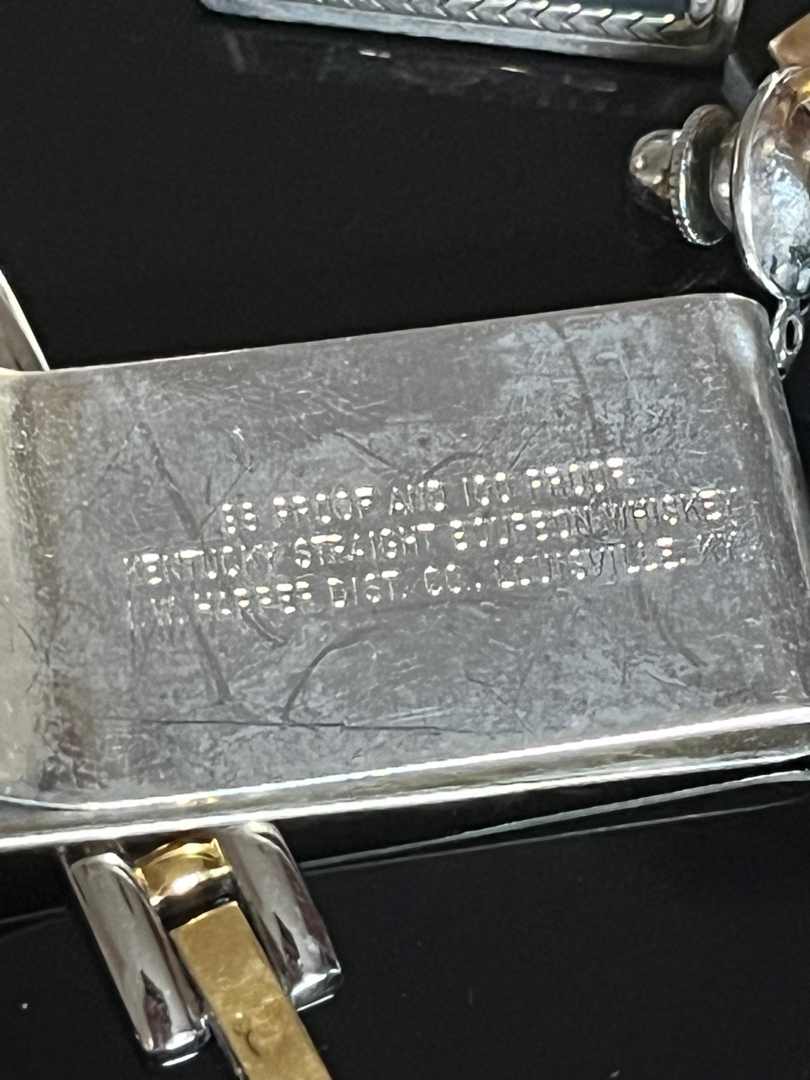 86 PROOF AND 100 PROOF
KENTUCKY STRAIGHT BOURBON WHISKEY
I.W. HARPER DIST. CO., LOUISVILLE, KY.